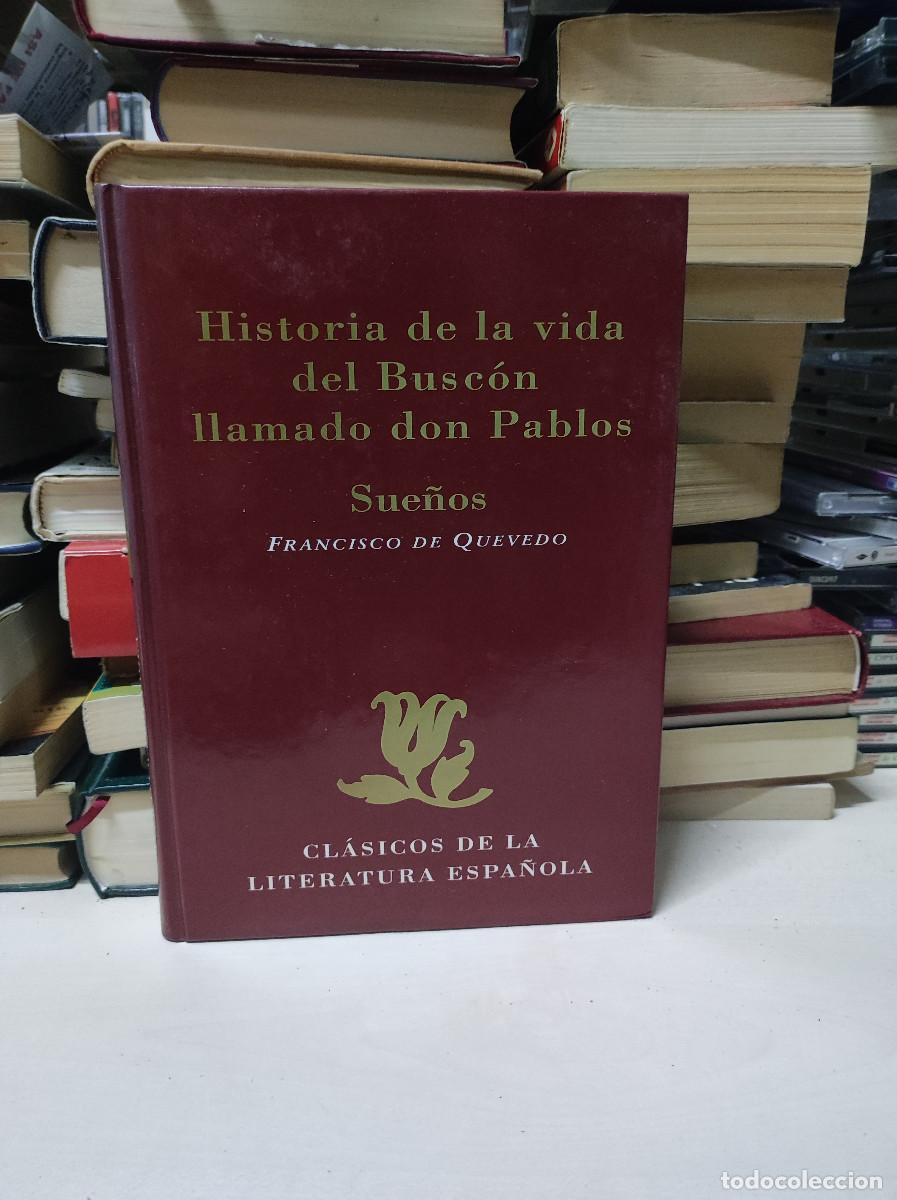 Historia de la vida
del Buscón
llamado don Pablos
Sueños
FRANCISCO DE QUEVEDO
CLÁSICOS DE LA
LITERATURA ESPAÑOLA
todocoleccion